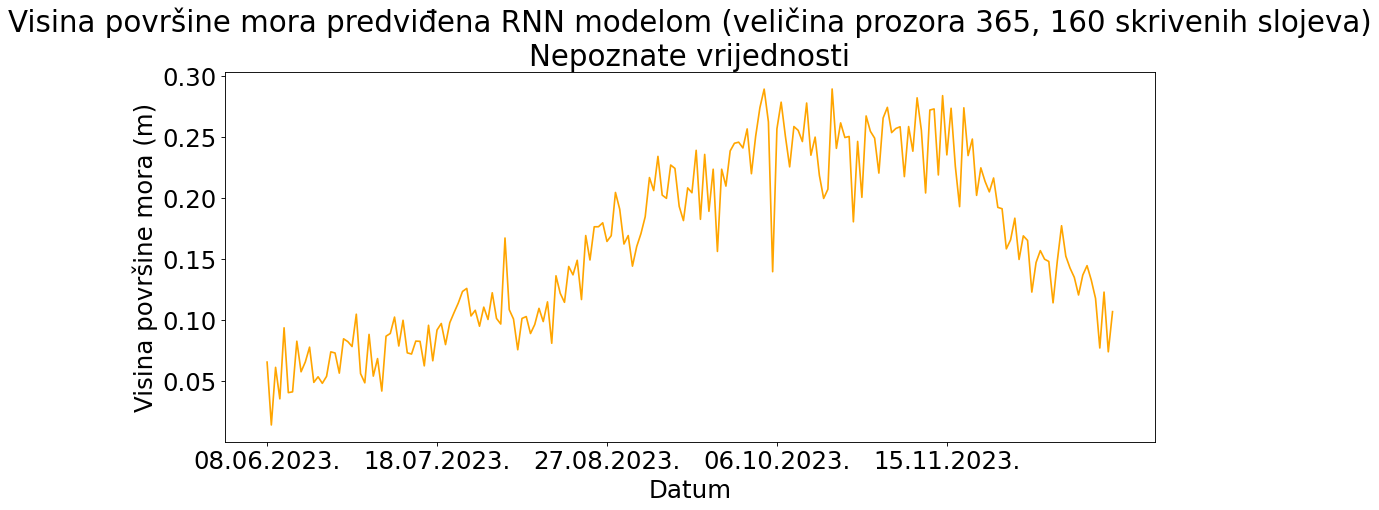 Visina površine mora predviđena RNN modelom (veličina prozora 365, 160 skrivenih slojeva)
Nepoznate vrijednosti
Visina površine mora (m)
0.30
0.25
0.20
0.15
0.10
0.05
08.06.2023. 18.07.2023. 27.08.2023. 06.10.2023. 15.11.2023.
Datum